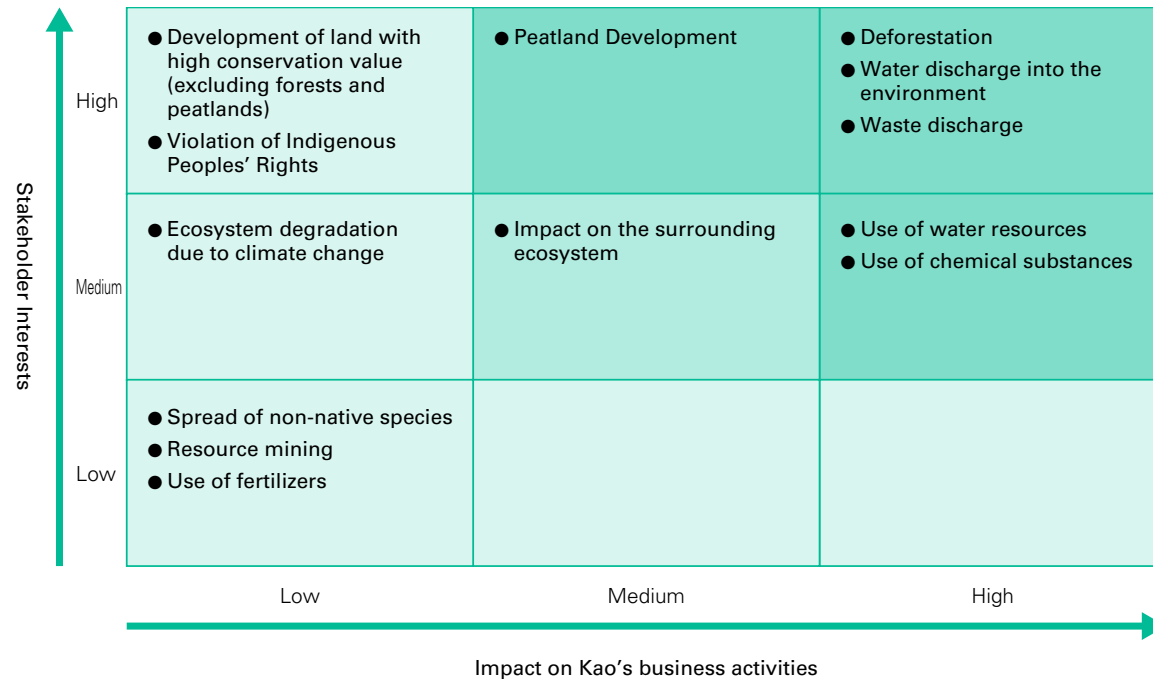 Stakeholder Interests
High
● Development of land with
high conservation value
(excluding forests and
peatlands)
● Violation of Indigenous
Peoples’ Rights
● Peatland Development
● Deforestation
● Water discharge into the
environment
● Waste discharge
Medium
● Ecosystem degradation
due to climate change
● Impact on the surrounding
ecosystem
● Use of water resources
● Use of chemical substances
Low
● Spread of non-native species
● Resource mining
● Use of fertilizers
Low
Medium
High
Impact on Kao’s business activities